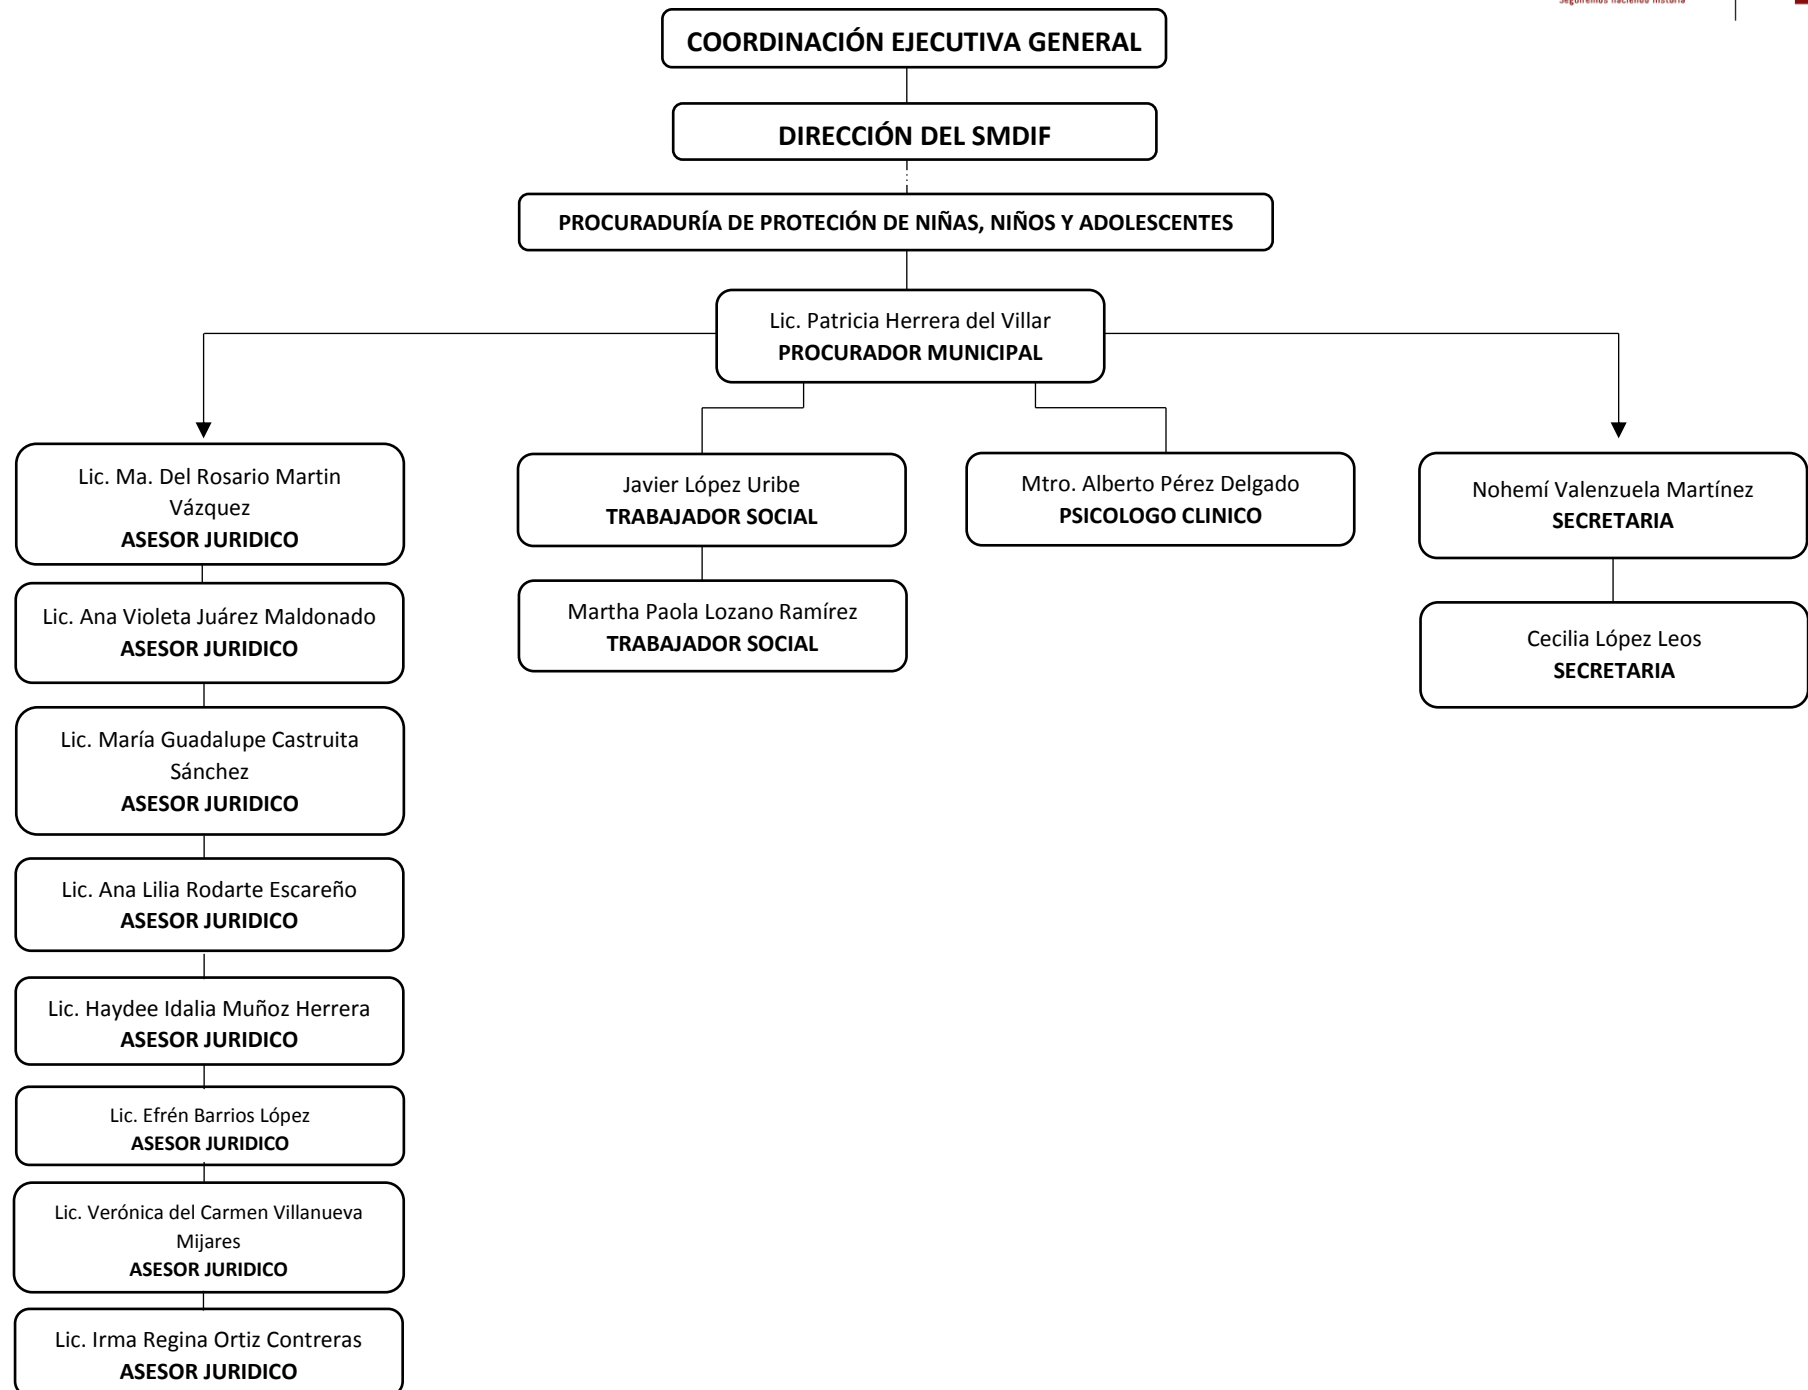 Seguiremos haciendo historia
COORDINACIÓN EJECUTIVA GENERAL
DIRECCIÓN DEL SMDIF
PROCURADURÍA DE PROTECIÓN DE NIÑAS, NIÑOS Y ADOLESCENTES
Lic. Patricia Herrera del Villar
PROCURADOR MUNICIPAL
Lic. Ma. Del Rosario Martin
Vázquez
ASESOR JURIDICO
Lic. Ana Violeta Juárez Maldonado
ASESOR JURIDICO
Lic. María Guadalupe Castruita
Sánchez
ASESOR JURIDICO
Lic. Ana Lilia Rodarte Escareño
ASESOR JURIDICO
Lic. Haydee Idalia Muñoz Herrera
ASESOR JURIDICO
Lic. Efrén Barrios López
ASESOR JURIDICO
Lic. Verónica del Carmen Villanueva
Mijares
ASESOR JURIDICO
Lic. Irma Regina Ortiz Contreras
ASESOR JURIDICO
Javier López Uribe
TRABAJADOR SOCIAL
Martha Paola Lozano Ramírez
TRABAJADOR SOCIAL
Mtro. Alberto Pérez Delgado
PSICOLOGO CLINICO
Nohemí Valenzuela Martínez
SECRETARIA
Cecilia López Leos
SECRETARIA